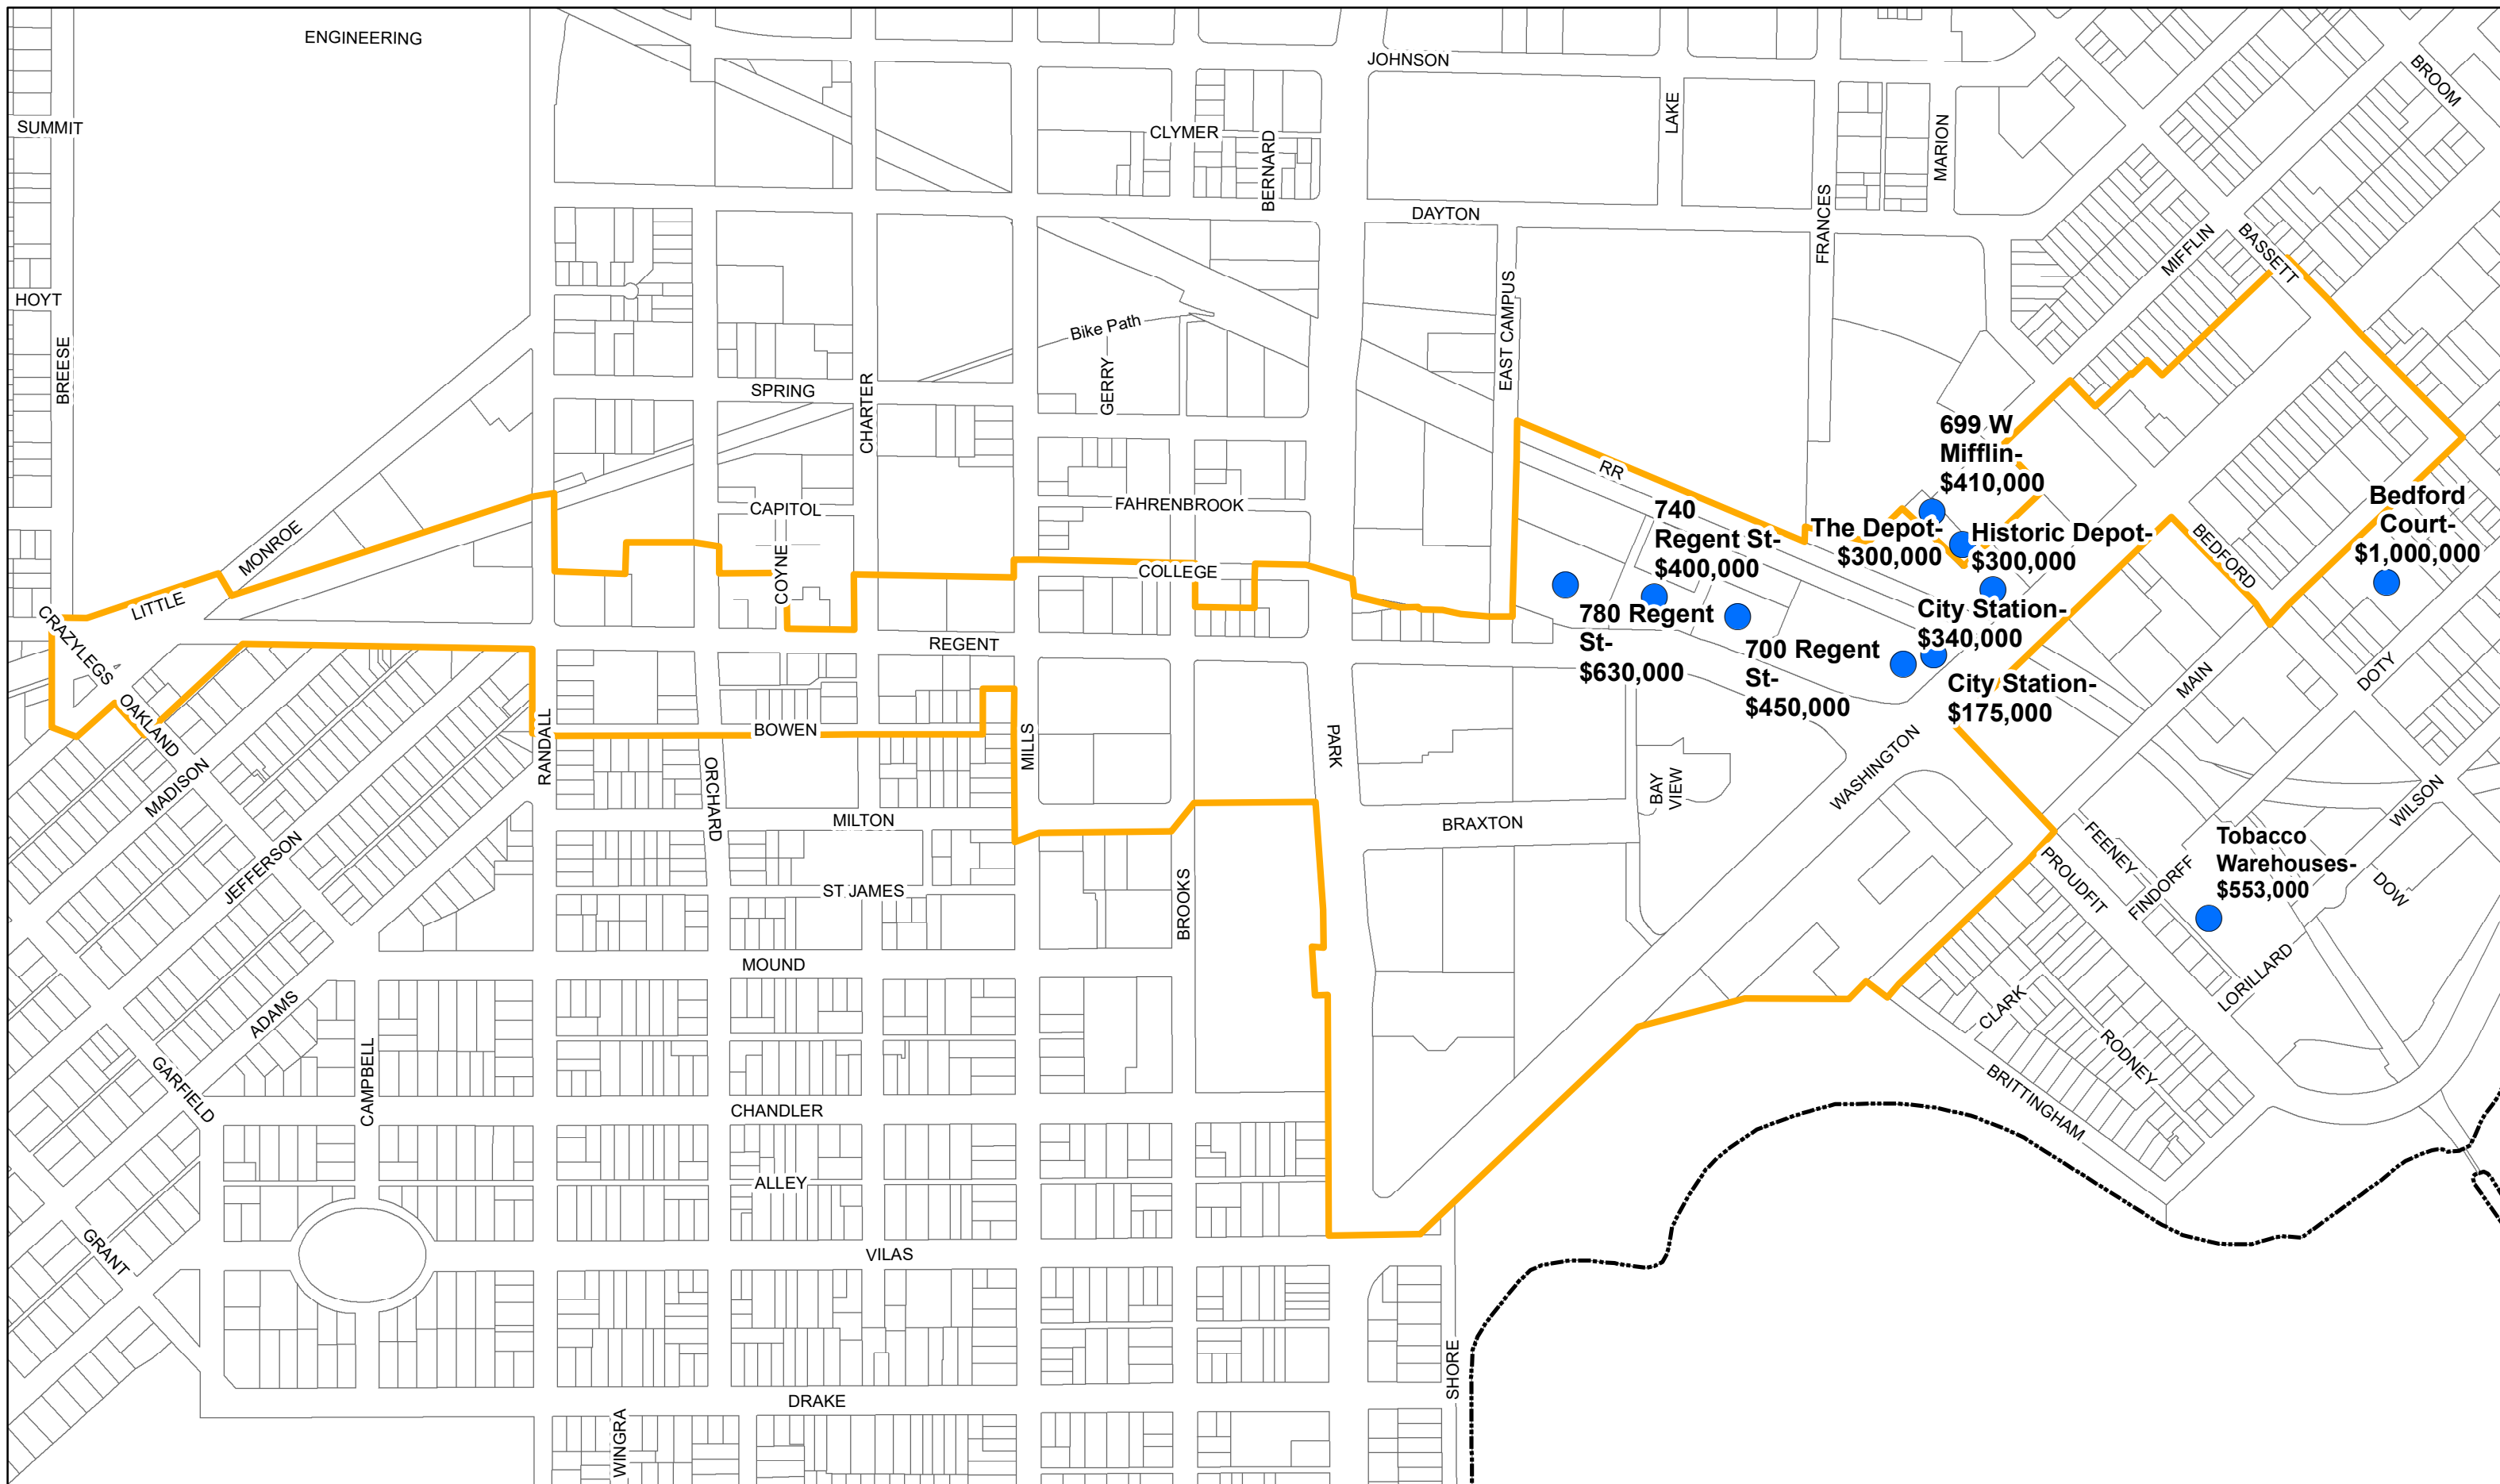 ENGINEERING
JOHNSON
BROOM
SUMMIT
CLYMER
BERNARD
LAKE
MARION
DAYTON
FRANCES
MIFFLIN
BASSETT
HOYT
BREESE
Bike Path
GERRY
EAST CAMPUS
SPRING
CHARTER
RR
699 W
Mifflin-
$410,000
CAPITOL
FAHRENBROOK
740
Regent St-
$400,000
The Depot-
$300,000
Historic Depot-
$300,000
Bedford
Court-
$1,000,000
BEDFORD
MONROE
COYNE
COLLEGE
LITTLE
CRAZYLEGS
REGENT
780 Regent
St-
$630,000
700 Regent
St-
$450,000
City Station-
$340,000
City Station-
$175,000
MAIN
DOTY
OAKLAND
RANDALL
BOWEN
MILLS
PARK
MADISON
ORCHARD
BAY
VIEW
WASHINGTON
WILSON
MILTON
BRAXTON
JEFFERSON
ST JAMES
BROOKS
PROUDFIT
FEENEY
FINDORFF
Tobacco
Warehouses-
$553,000
DOW
MOUND
LORILLARD
ADAMS
CLARK
RODNEY
GARFIELD
CAMPBELL
CHANDLER
BRITTINGHAM
ALLEY
GRANT
VILAS
SHORE
DRAKE
WINGRA